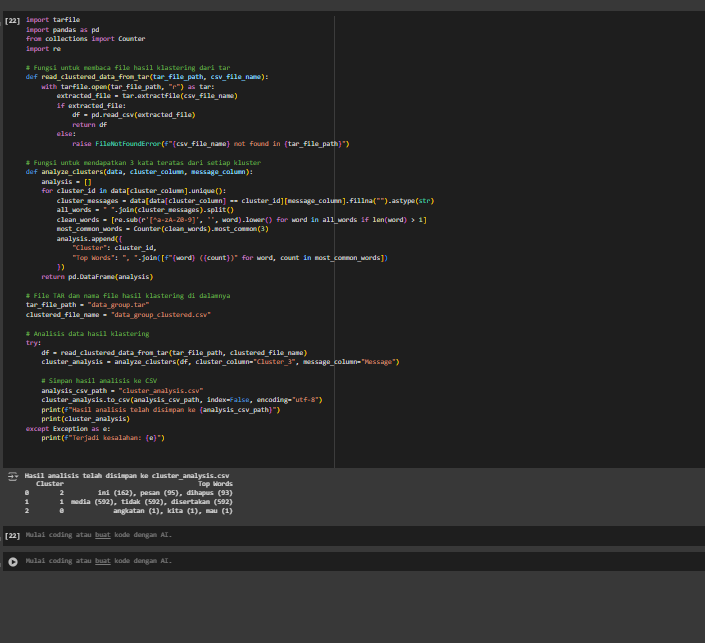 [22] import tarfile
import pandas as pd
from collections import Counter
import re
# Fungsi untuk membaca file hasil klastering dari tar
def read_clustered_data_from_tar(tar_file_path, csv_file_name):
with tarfile.open(tar_file_path, "r") as tar:
extracted_file = tar.extractfile(csv_file_name)
if extracted_file:
df = pd.read_csv(extracted_file)
return df
else:
raise FileNotFoundError(f"{csv_file_name} not found in {tar_file_path}")
# Fungsi untuk mendapatkan 3 kata teratas dari setiap kluster
def analyze_clusters(data, cluster_column, message_column):
analysis = []
for cluster_id in data[cluster_column].unique():
cluster_messages = data[data[cluster_column] == cluster_id][message_column].fillna("").astype(str)
all_words = " ".join(cluster_messages).split()
clean_words = [re.sub(r'[^a-zA-Z0-9]', '', word).lower() for word in all_words if len(word) > 1]
most_common_words = Counter(clean_words).most_common(3)
analysis.append({
"Cluster": cluster_id,
"Top Words": ", ".join([f"{word} ({count})" for word, count in most_common_words])
})
return pd.DataFrame(analysis)
# File TAR dan nama file hasil klastering di dalamnya
tar_file_path = "data_group.tar"
clustered_file_name = "data_group_clustered.csv"
# Analisis data hasil klastering
try:
df = read_clustered_data_from_tar(tar_file_path, clustered_file_name)
cluster_analysis = analyze_clusters(df, cluster_column="Cluster_3", message_column="Message")
# Simpan hasil analisis ke CSV
analysis_csv_path = "cluster_analysis.csv"
cluster_analysis.to_csv(analysis_csv_path, index=False, encoding="utf-8")
print(f"Hasil analisis telah disimpan ke {analysis_csv_path}")
print(cluster_analysis)
except Exception as e:
print(f"Terjadi kesalahan: {e}")
Hasil analisis telah disimpan ke cluster_analysis.csv
Cluster Top Words
0 2 ini (162), pesan (95), dihapus (93)
1 1 media (592), tidak (592), disertakan (592)
2 0 angkatan (1), kita (1), mau (1)
[22] Mulai coding atau buat kode dengan AI.
Mulai coding atau buat kode dengan AI.